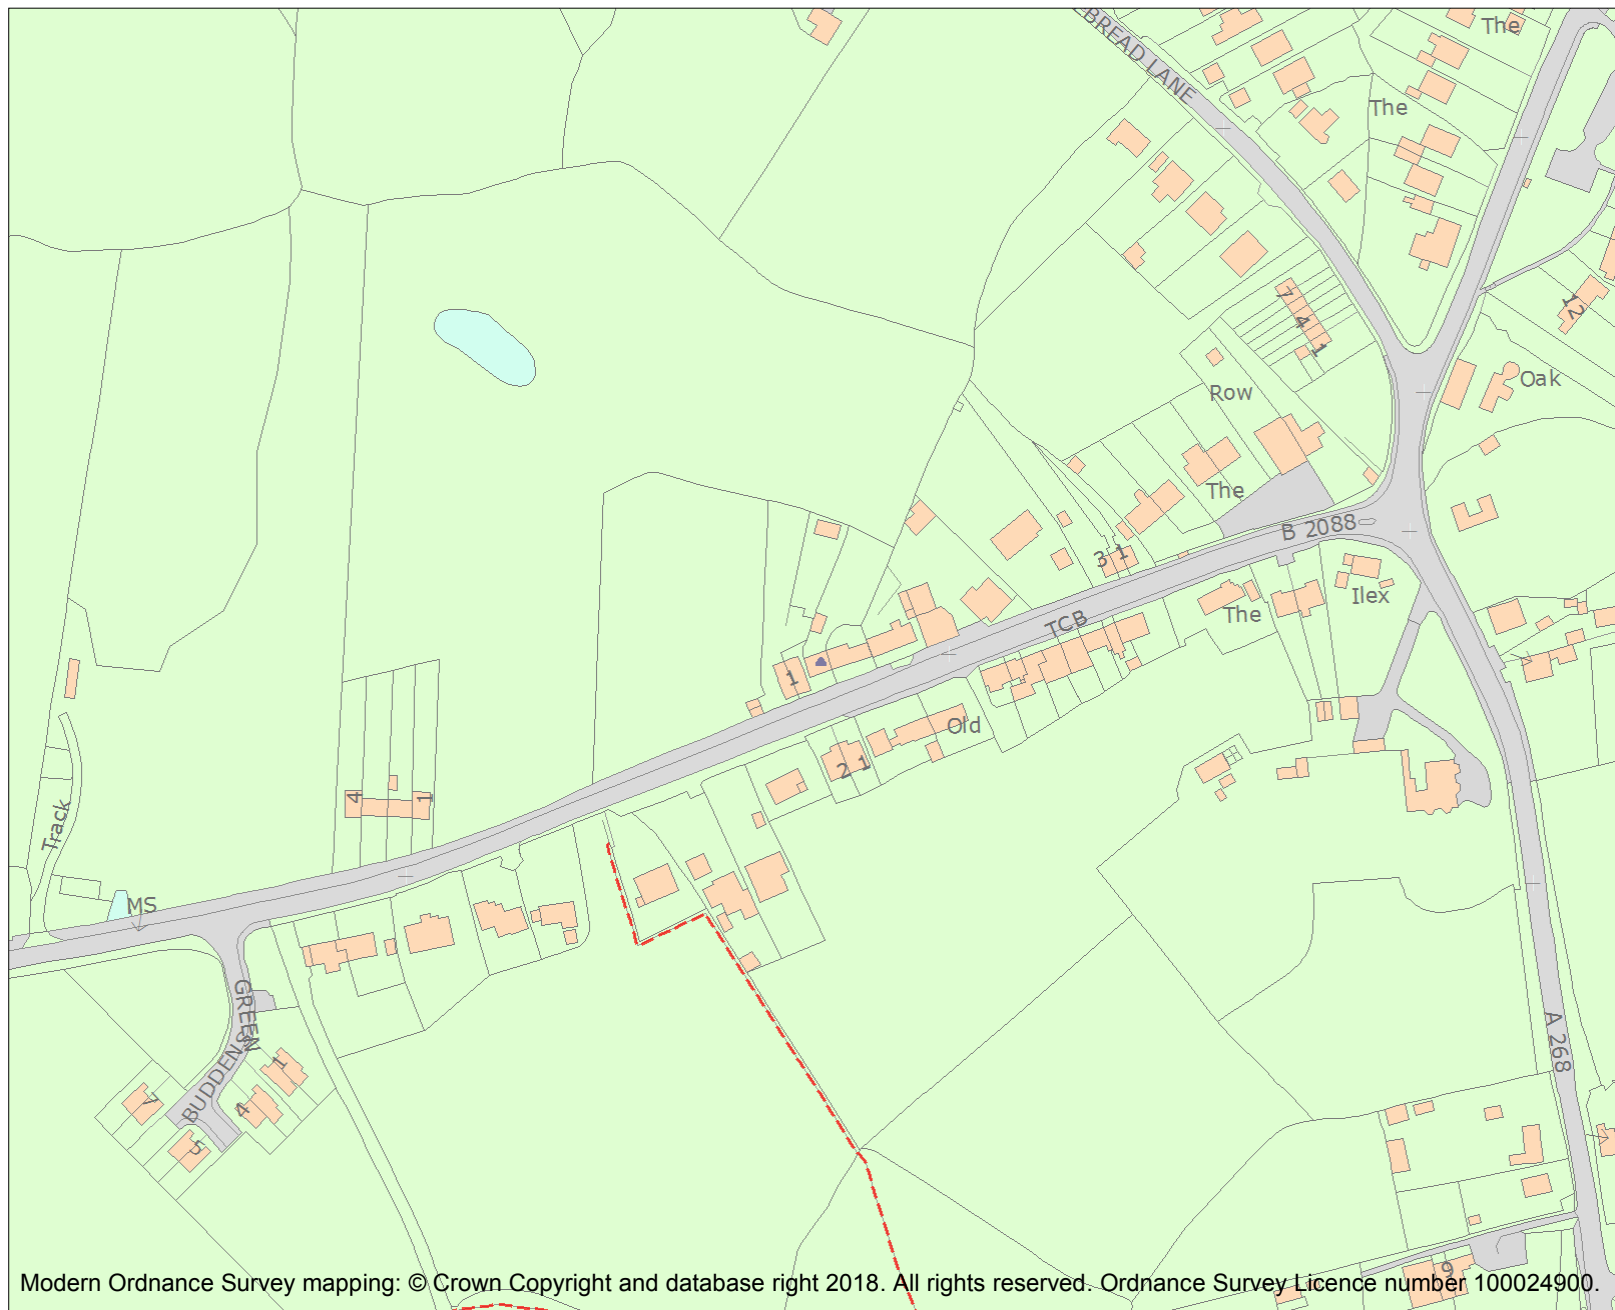 The
BREAD LANE
The
12
7
4
1
Oak
Row
The
B 2088
3 1
Ilex
The
TCB
1
Old
2 1
4
1
Track
MS
GREEN
BUDDENS
A 268
1
7
4
5
9
Modern Ordnance Survey mapping: © Crown Copyright and database right 2018. All rights reserved. Ordnance Survey Licence number 100024900.